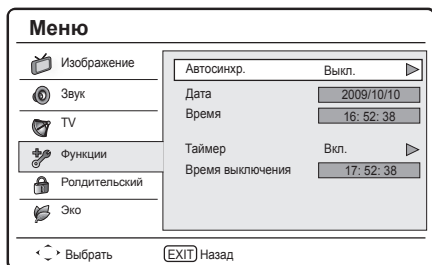 Меню
Изображение
Звук
TV
Функции
Ролдительский
Эко
Автосинхр. Выкл.
Дата 2009/10/10
Время 16: 52: 38
Таймер Вкл.
Время выключения 17: 52: 38
Выбрать EXIT Назад